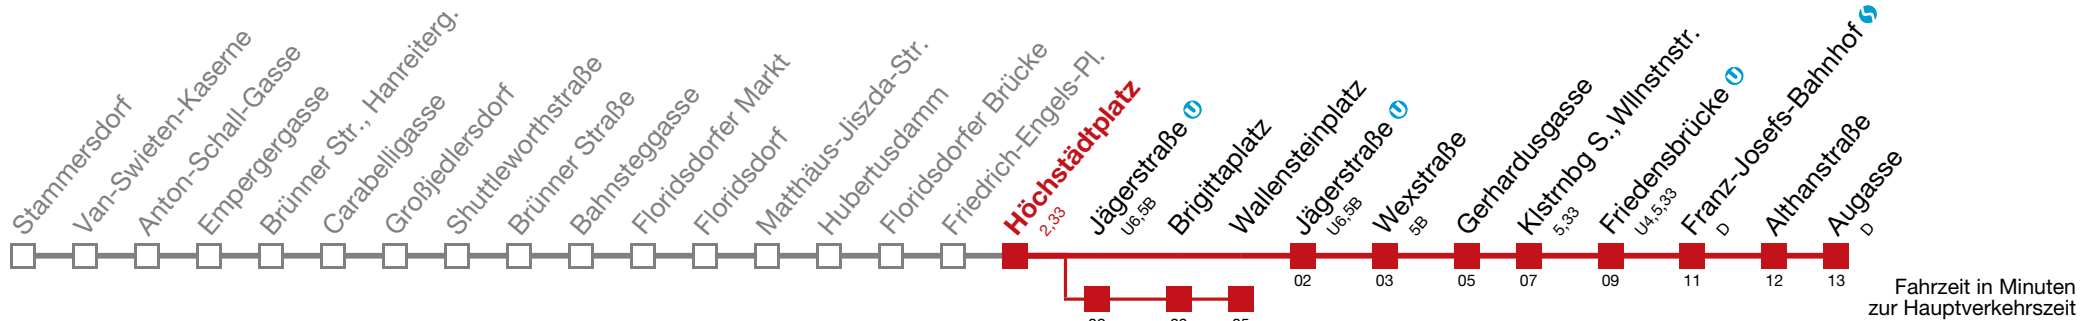 Stammersdorf
Van-Swieten-Kaserne
Anton-Schall-Gasse
Empergergasse
Brünner Str., Hanreiterg.
Carabelligasse
Großjedlersdorf
Shuttleworthstraße
Brünner Straße
Bahnsteggasse
Floridsdorfer Markt
Floridsdorf
Matthäus-Jiszda-Str.
Hubertusdamm
Floridsdorfer Brücke
Friedrich-Engels-Pl.
Höchstädtplatz
2,33
Jägerstraße U
U6,5B
Brigittaplatz
Wallensteinplatz
Jägerstraße U
U6,5B
Wexstraße
5B
Gerhardusgasse
Klstrnbg S., Wllnstnstr.
5,33
Friedensbrücke U
U4,5,33
Franz-Josefs-Bahnhof S
D
Althanstraße
Augasse
D
02
03
05
07
09
11
12
13
Fahrzeit in Minuten
zur Hauptverkehrszeit